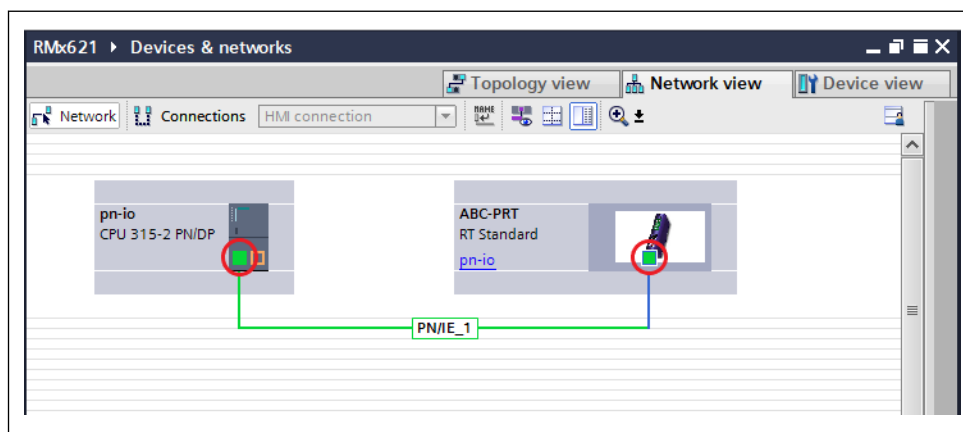 RMx621 ▸ Devices & networks
Topology view Network view Device view
Network Connections HMI connection
pn-io
CPU 315-2 PN/DP
ABC-PRT
RT Standard
pn-io
PN/IE_1